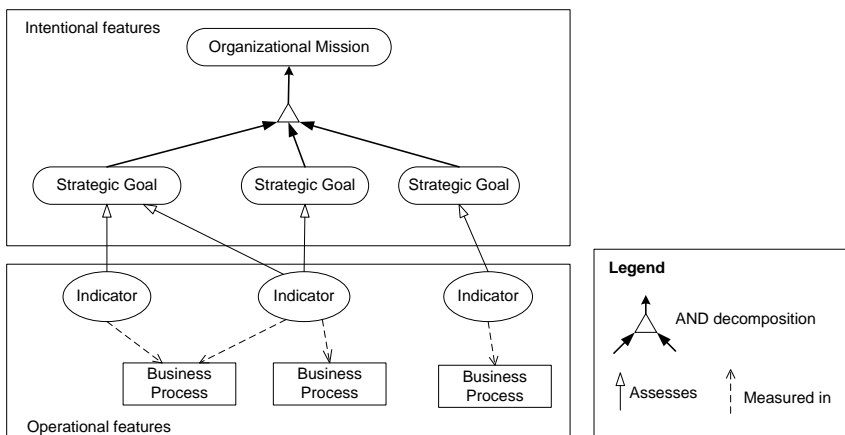 Intentional features
Organizational Mission
Strategic Goal
Strategic Goal
Strategic Goal
Indicator
Indicator
Indicator
Business
Process
Business
Process
Business
Process
Operational features
Legend
AND decomposition
Assesses
Measured in